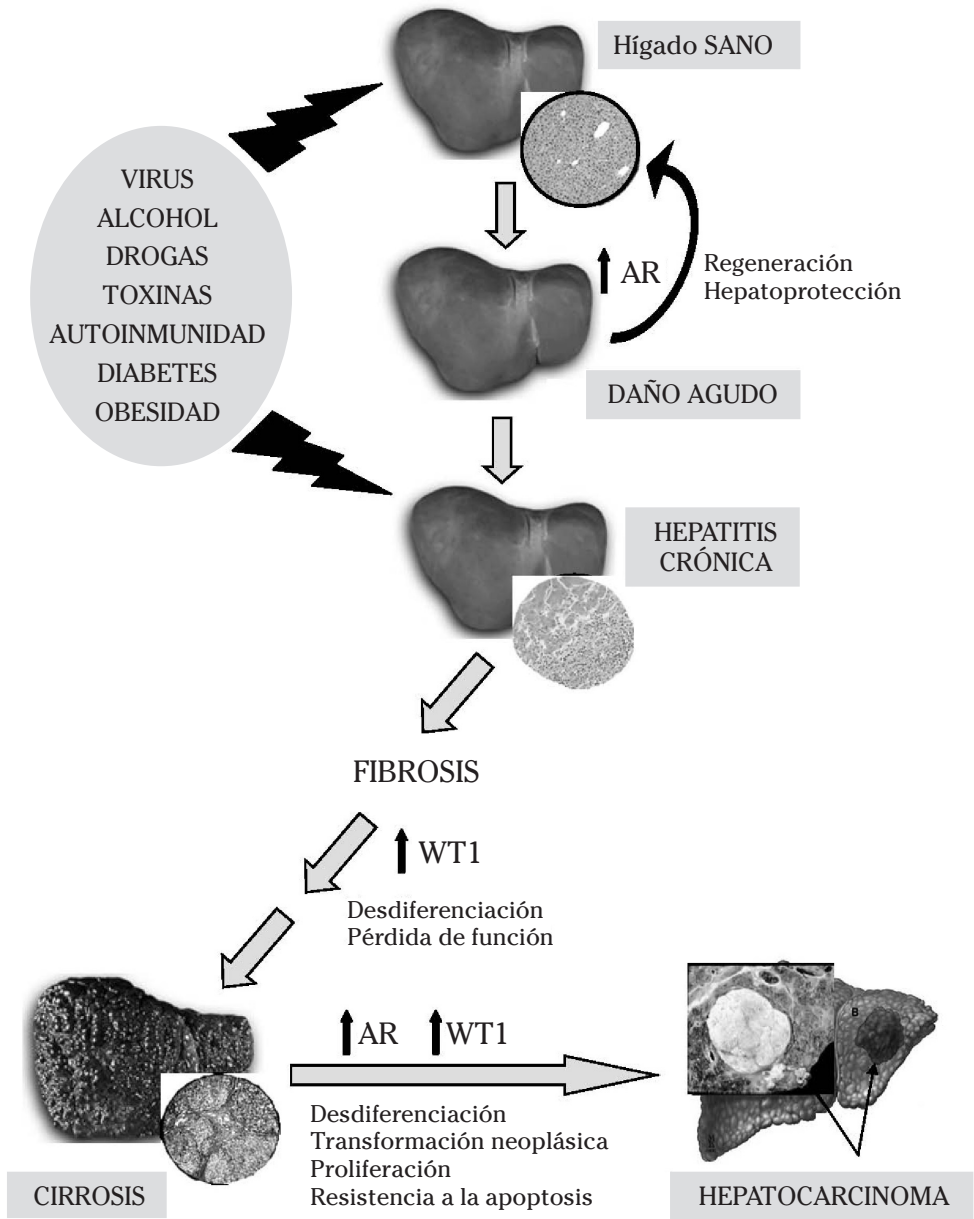 Hígado SANO
VIRUS
ALCOHOL
DROGAS
TOXINAS
AUTOINMUNIDAD
DIABETES
OBESIDAD
AR
Regeneración
Hepatoprotección
DAÑO AGUDO
HEPATITIS
CRÓNICA
FIBROSIS
WT1
Desdiferenciación
Pérdida de función
AR
WT1
Desdiferenciación
Transformación neoplásica
Proliferación
Resistencia a la apoptosis
CIRROSIS
B
HEPATOCARCINOMA